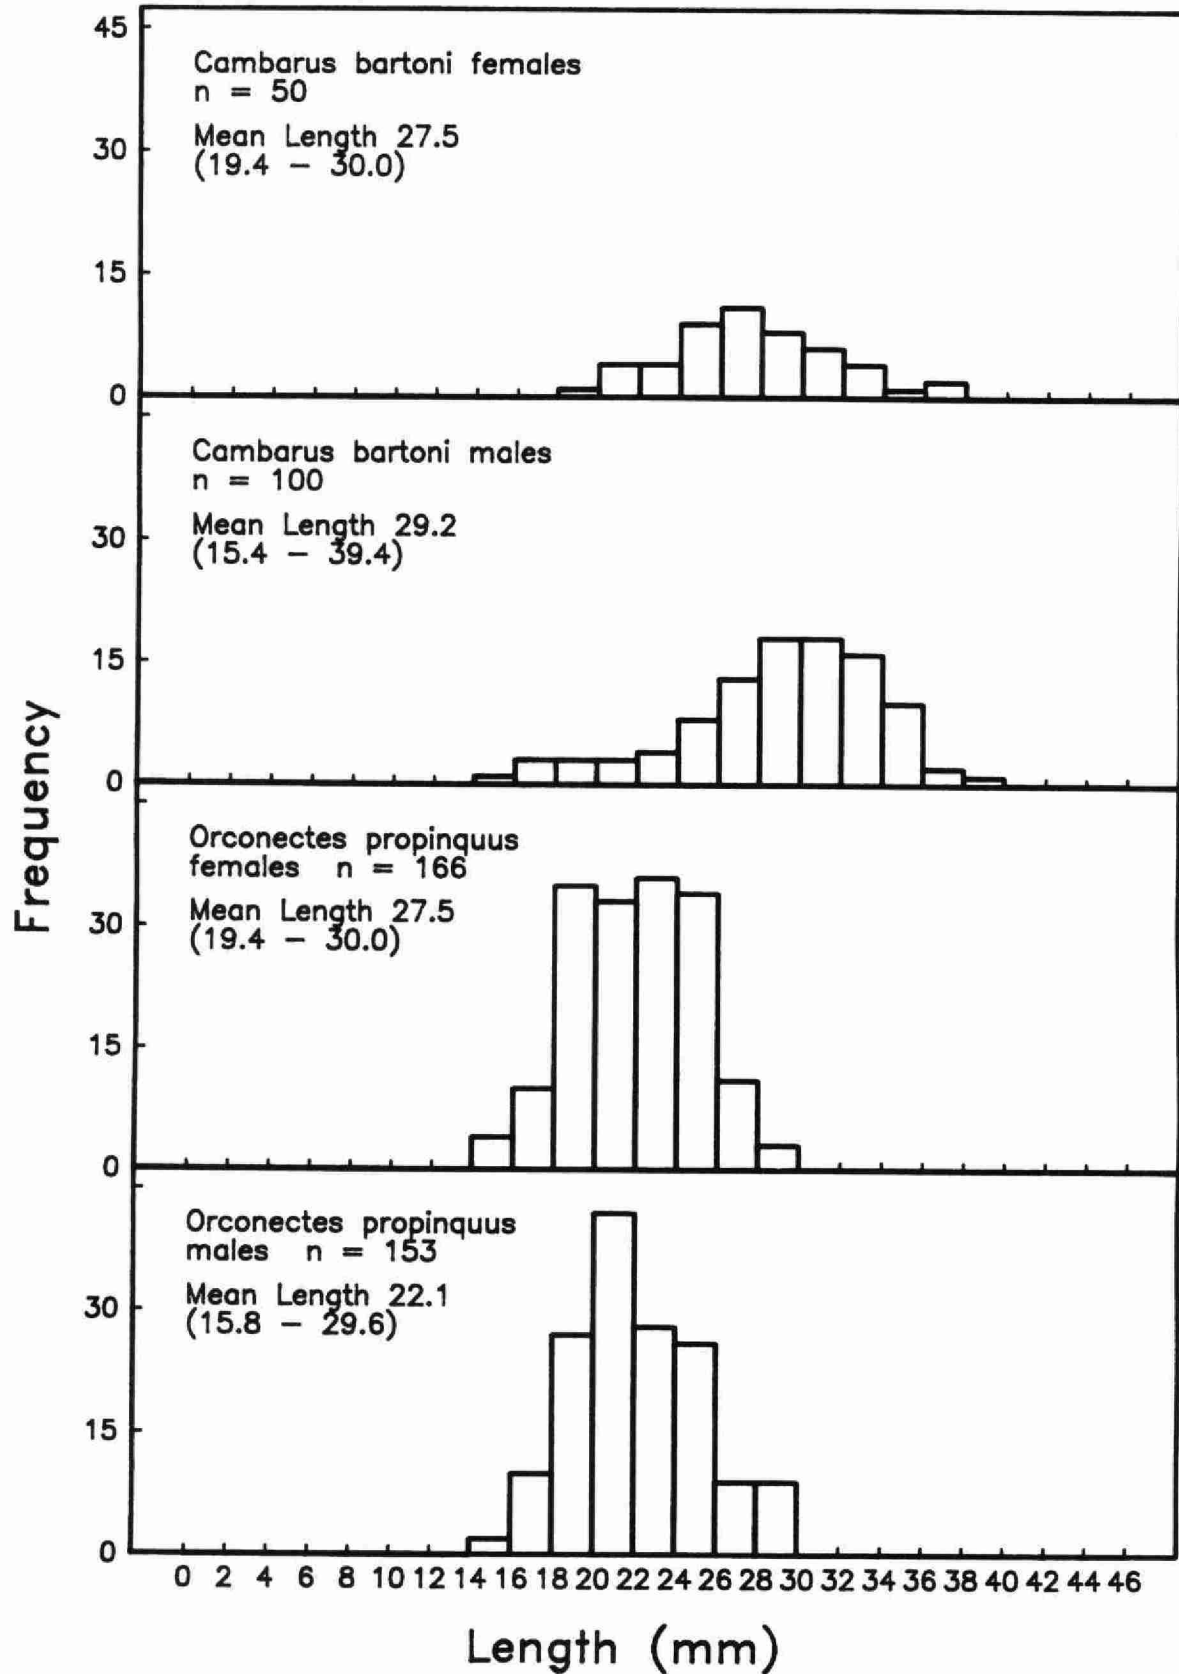 45
Cambarus bartoni females
n = 50
30
Mean Length 27.5
(19.4 - 30.0)
15
0
Cambarus bartoni males
n = 100
30
Mean Length 29.2
(15.4 - 39.4)
15
0
Frequency
Orconectes propinquus
females n = 166
30
Mean Length 27.5
(19.4 - 30.0)
15
0
Orconectes propinquus
males n = 153
30
Mean Length 22.1
(15.8 - 29.6)
15
0
0 2 4 6 8 10 12 14 16 18 20 22 24 26 28 30 32 34 36 38 40 42 44 46
Length (mm)